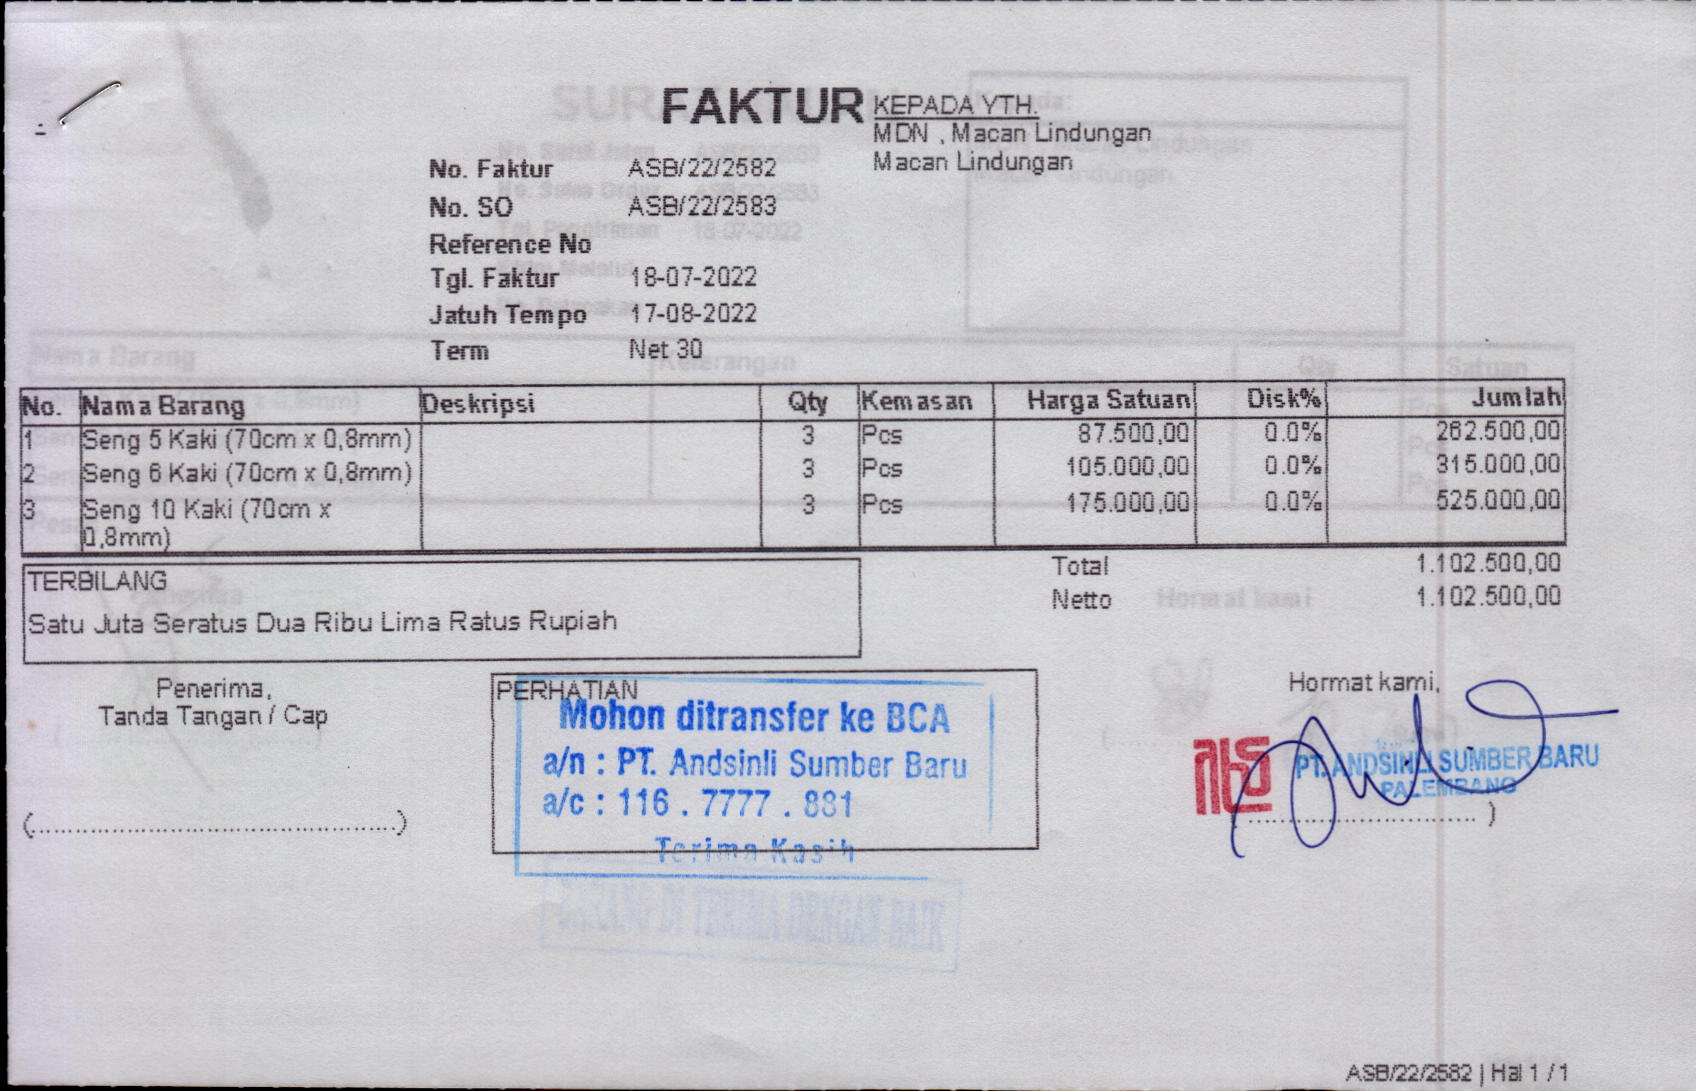 FAKTUR
KEPADA YTH.
MDN , Macan Lindungan
Macan Lindungan
No. Faktur ASB/22/2582
No. SO ASB/22/2583
Reference No
Tgl. Faktur 18-07-2022
Jatuh Tempo 17-08-2022
Term Net 30
No. Nama Barang Deskripsi Qty Kemasan Harga Satuan Disk% Jumlah
1 Seng 5 Kaki (70cm x 0,8mm) 3 Pcs 87.500,00 0.0% 262.500,00
2 Seng 6 Kaki (70cm x 0,8mm) 3 Pcs 105.000,00 0.0% 315.000,00
3 Seng 10 Kaki (70cm x 3 Pcs 175.000,00 0.0% 525.000,00
0,8mm)
Total 1.102.500,00
Netto 1.102.500,00
TERBILANG
Satu Juta Seratus Dua Ribu Lima Ratus Rupiah
Penerima,
Tanda Tangan / Cap
(................................................)
PERHATIAN
Mohon ditransfer ke BCA
a/n : PT. Andsinli Sumber Baru
a/c : 116 . 7777 . 881
Terima Kasih
BARANG DI TERIMA DENGAN BAIK
Hormat kami,
PT. ANDSINLI SUMBER BARU
PALEMBANG
(................................ )
ASB/22/2582 | Hal 1 / 1